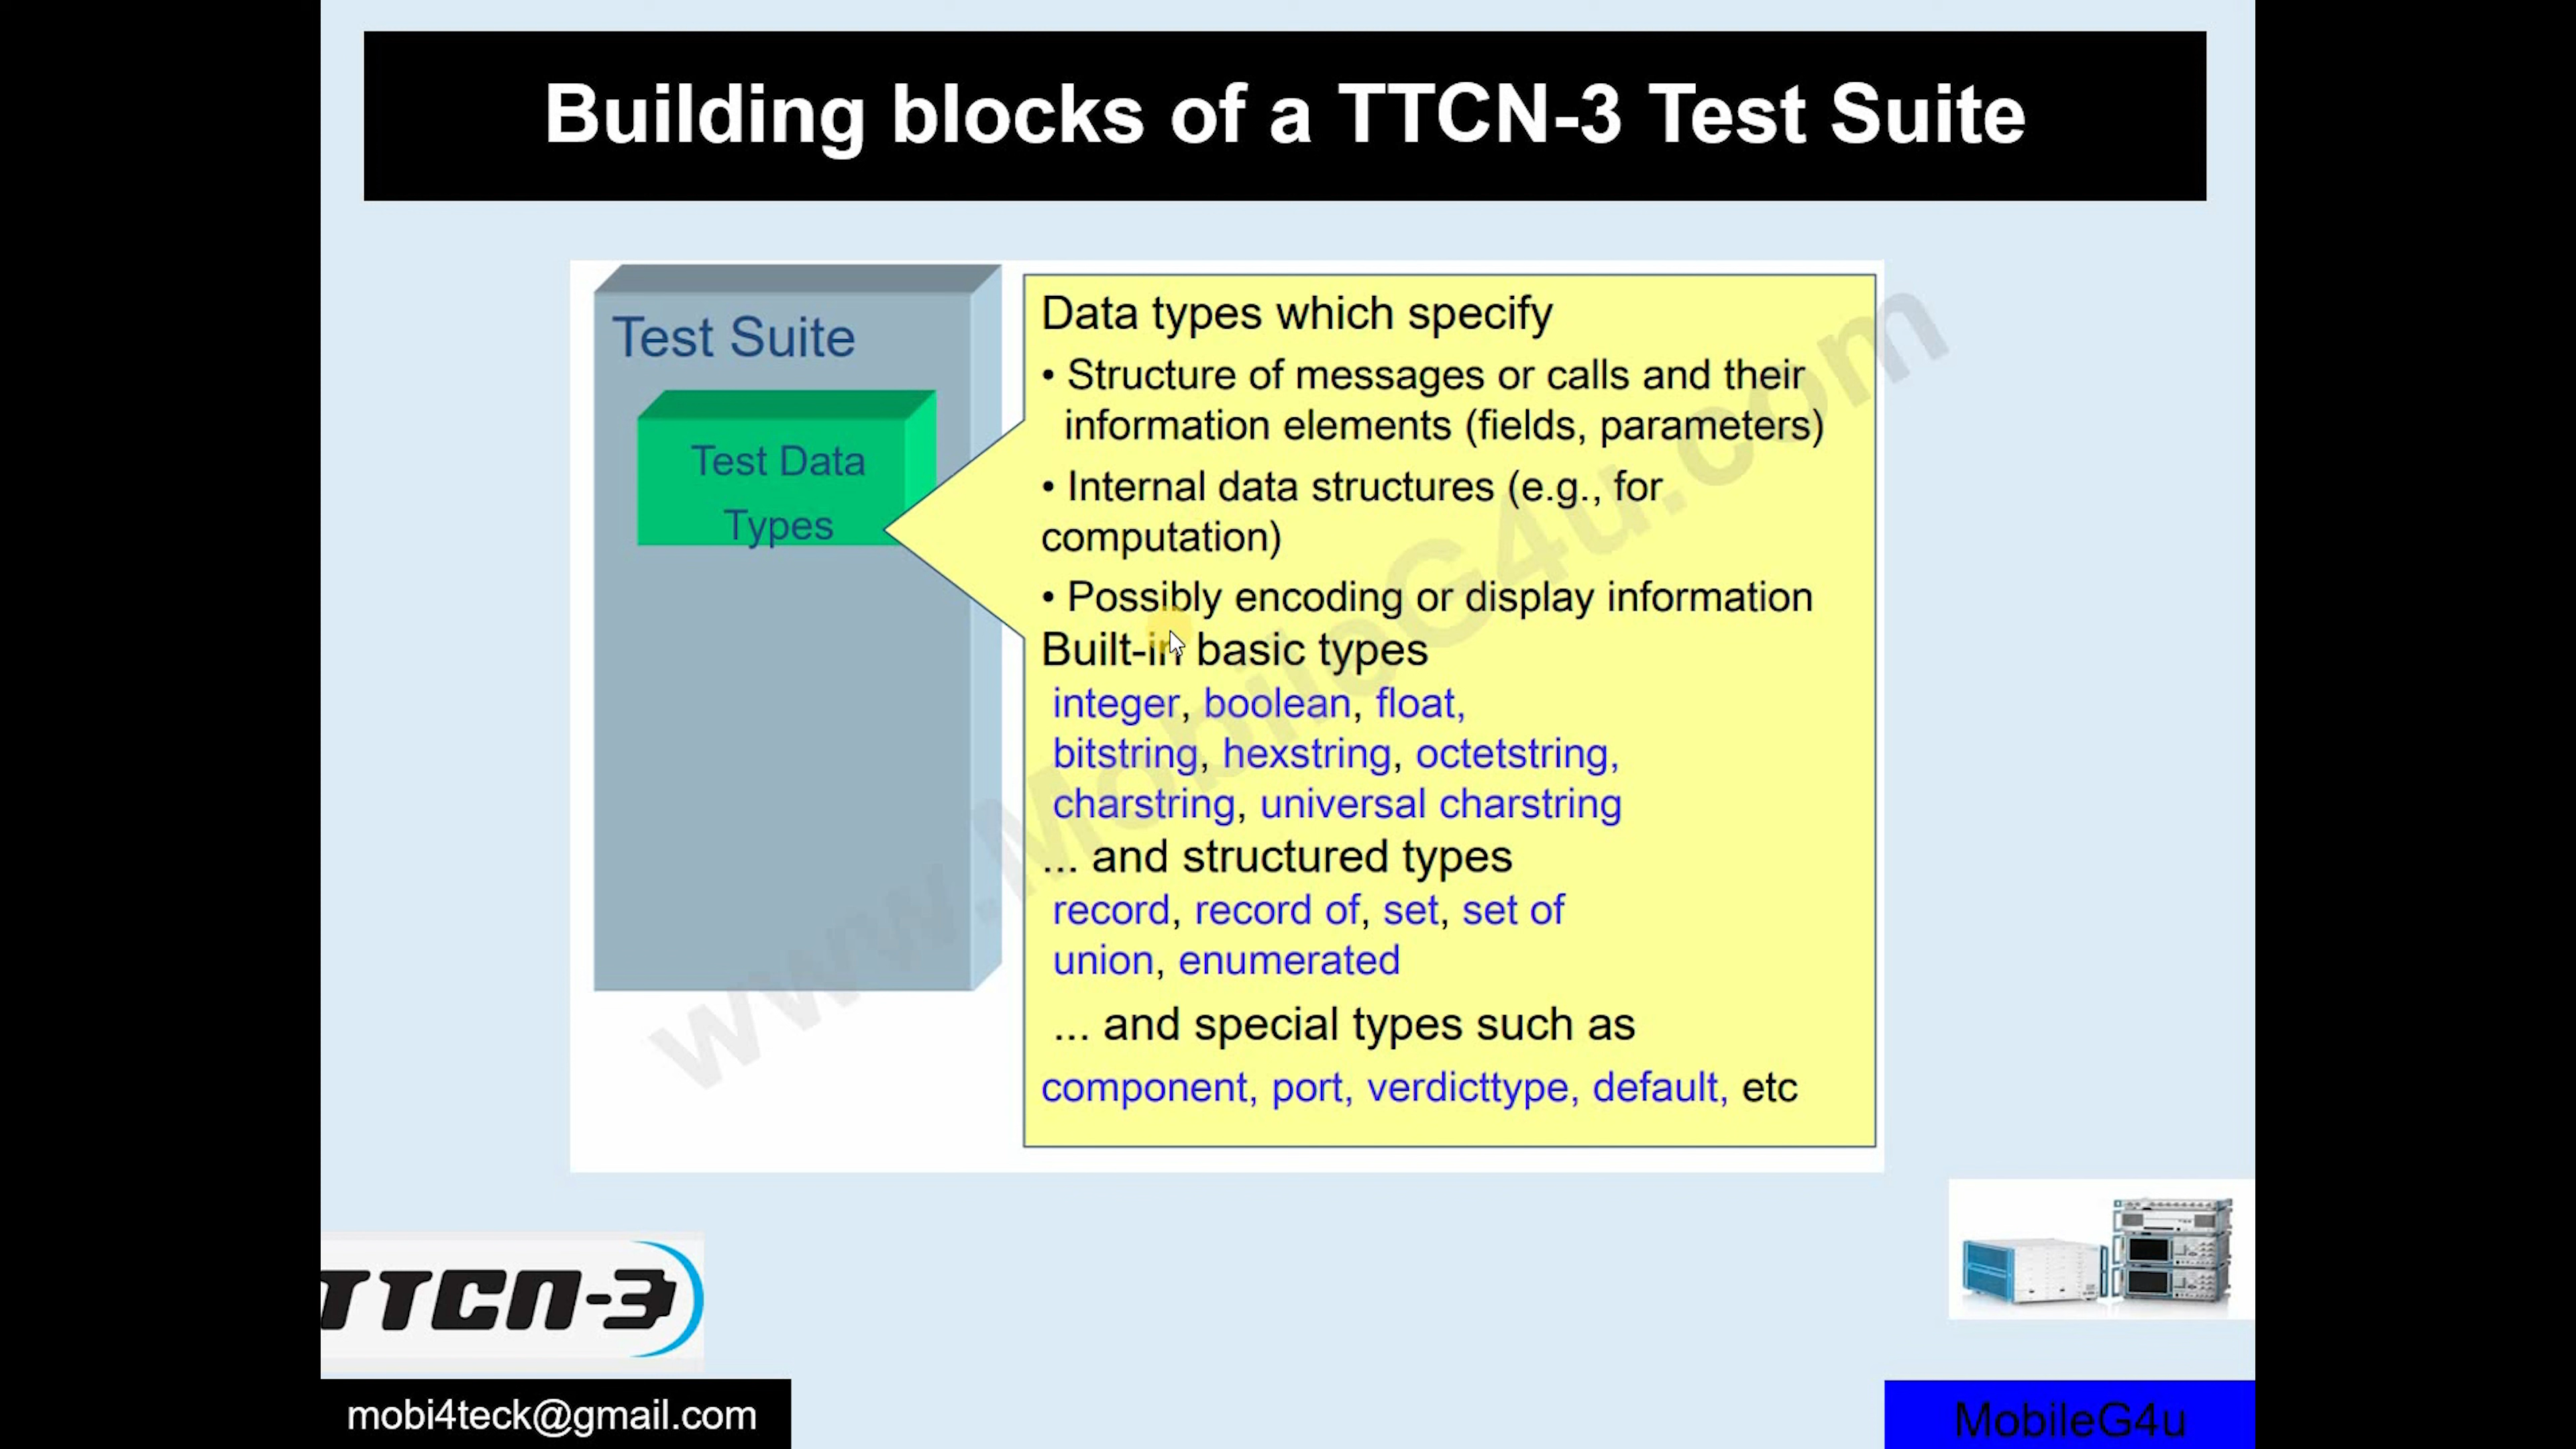 Building blocks of a TTCN-3 Test Suite
Test Suite
Test Data
Types
Data types which specify
• Structure of messages or calls and their
information elements (fields, parameters)
• Internal data structures (e.g., for
computation)
• Possibly encoding or display information
Built-in basic types
integer, boolean, float,
bitstring, hexstring, octetstring,
charstring, universal charstring
... and structured types
record, record of, set, set of
union, enumerated
... and special types such as
component, port, verdicttype, default, etc
www.MobileG4u.com
TTCN-3
mobi4teck@gmail.com
MobileG4u